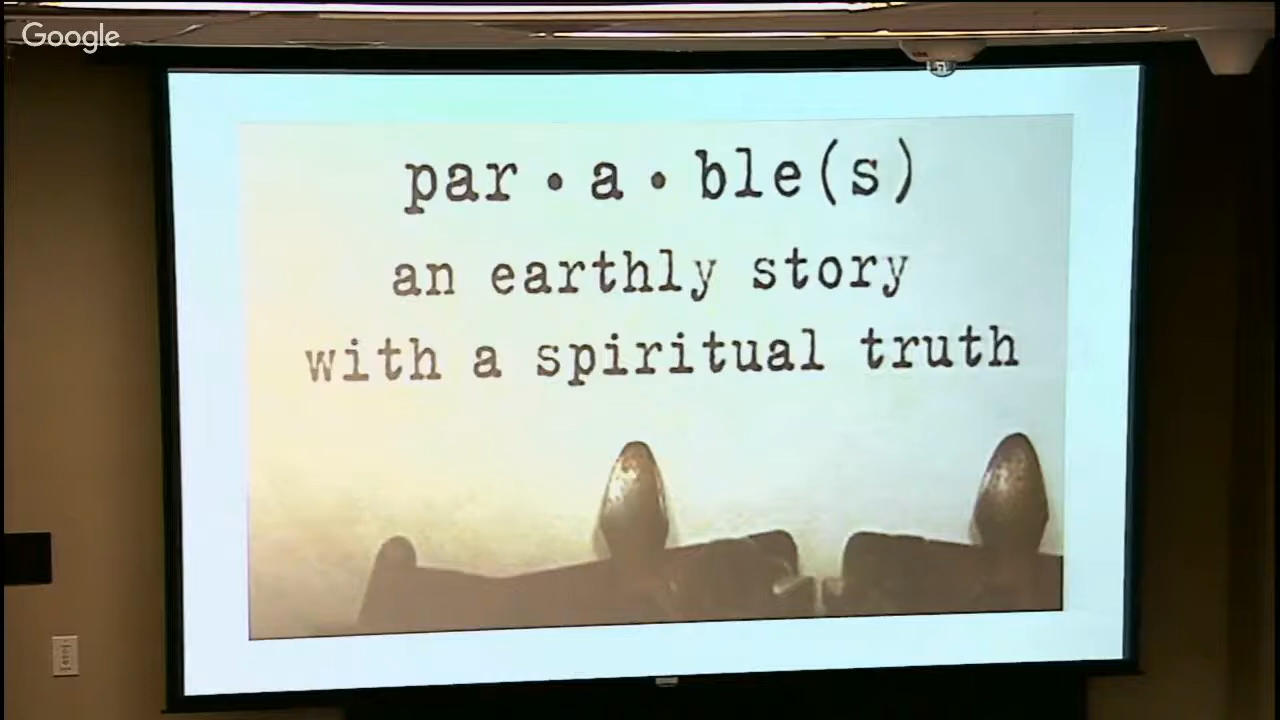 Google
par • a • ble(s)
an earthly story
with a spiritual truth